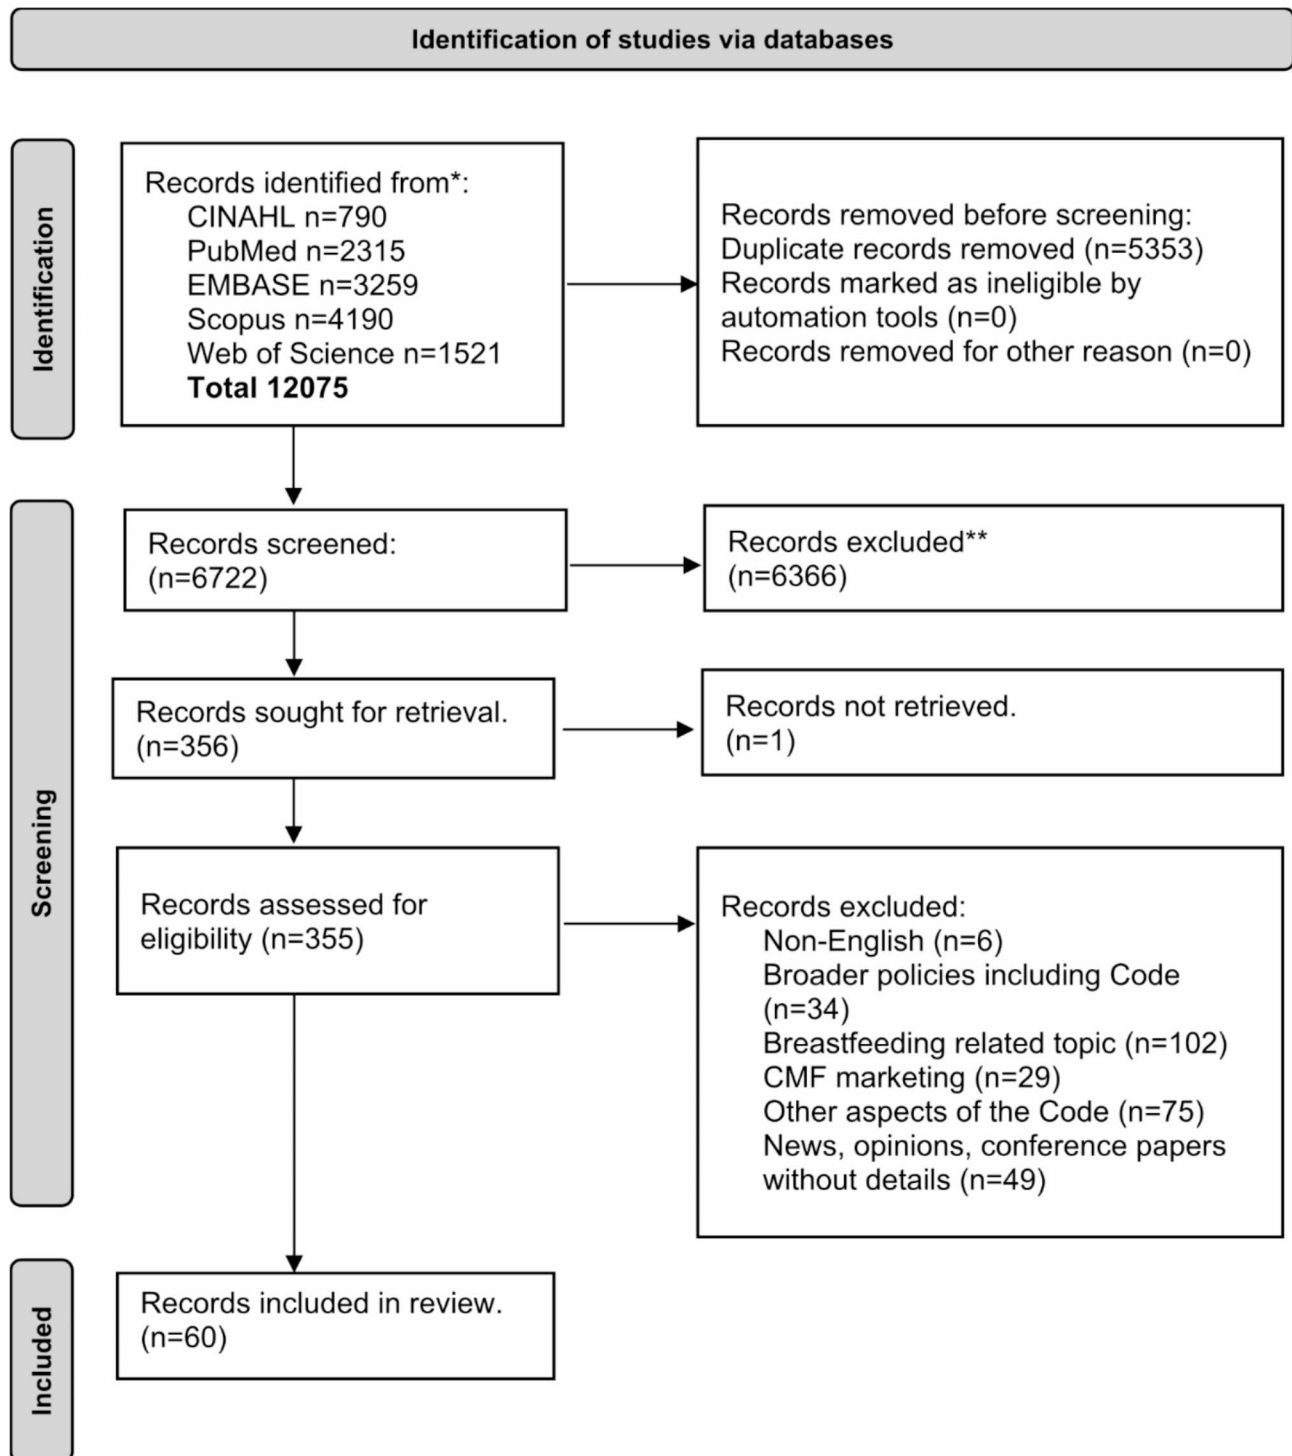 Identification of studies via databases
Identification
Records identified from*:
CINAHL n=790
PubMed n=2315
EMBASE n=3259
Scopus n=4190
Web of Science n=1521
Total 12075
Records removed before screening:
Duplicate records removed (n=5353)
Records marked as ineligible by
automation tools (n=0)
Records removed for other reason (n=0)
Screening
Records screened:
(n=6722)
Records excluded**
(n=6366)
Records sought for retrieval.
(n=356)
Records not retrieved.
(n=1)
Records assessed for
eligibility (n=355)
Records excluded:
Non-English (n=6)
Broader policies including Code
(n=34)
Breastfeeding related topic (n=102)
CMF marketing (n=29)
Other aspects of the Code (n=75)
News, opinions, conference papers
without details (n=49)
Included
Records included in review.
(n=60)